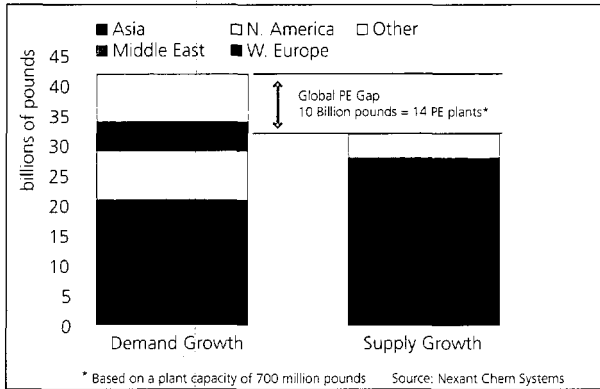 Asia N. America Other
Middle East W. Europe
billions of pounds
45
40
35
30
25
20
15
10
5
0
Global PE Gap
10 Billion pounds = 14 PE plants*
Demand Growth Supply Growth
* Based on a plant capacity of 700 million pounds Source: Nexant Chem Systems